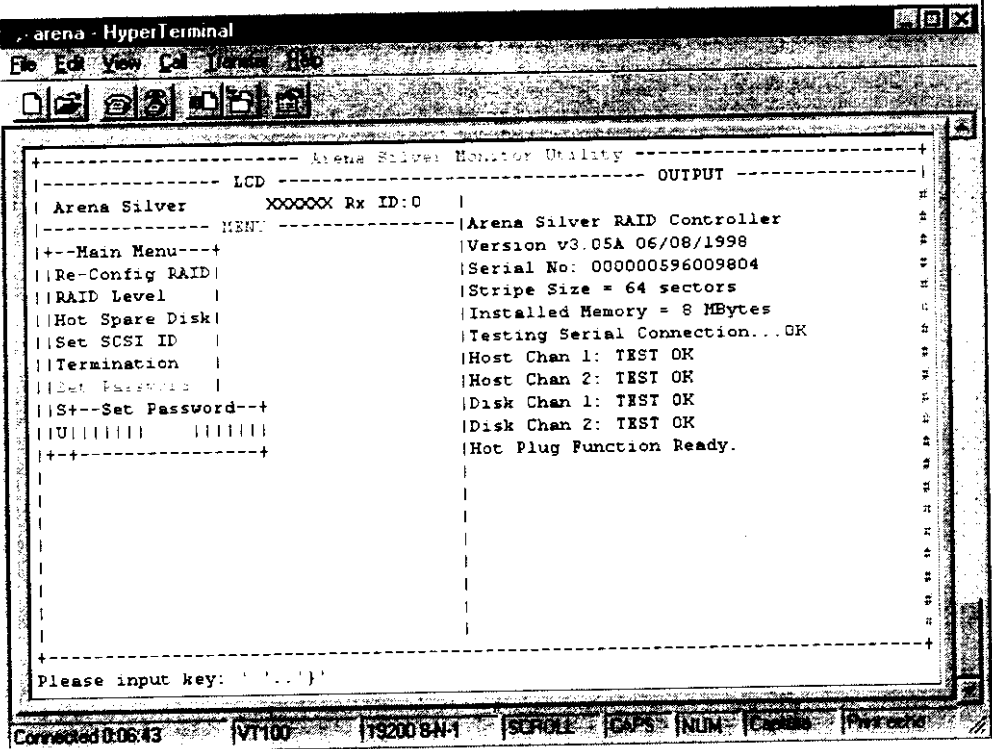 arena - HyperTerminal
File Edit View Call Transfer Help
Arena Silver Monitor Utility
LCD
OUTPUT
Arena Silver XXXXXX Rx ID:0
MENU
Main Menu
Re-Config RAID
RAID Level
Hot Spare Disk
Set SCSI ID
Termination
Set Password
S
Set Password
U
Arena Silver RAID Controller
Version v3.05A 06/08/1998
Serial No: 000000596009804
Stripe Size = 64 sectors
Installed Memory = 8 MBytes
Testing Serial Connection...OK
Host Chan 1: TEST OK
Host Chan 2: TEST OK
Disk Chan 1: TEST OK
Disk Chan 2: TEST OK
Hot Plug Function Ready.
Please input key: ' '..'}'
Connected 0:06:43 VT100 19200 8-N-1 SCROLL CAPS NUM Capture Print echo